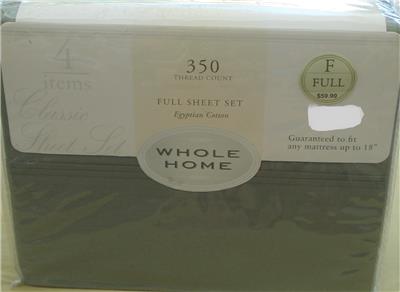 4
items
Classic
Sheet Set
350
THREAD COUNT
FULL SHEET SET
Egyptian Cotton
WHOLE
HOME
F
FULL
$59.99
Guaranteed to fit
any mattress up to 18"